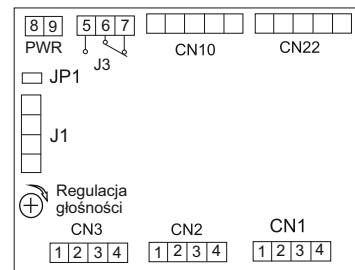 8 9
5 6 7
PWR
J3
CN10
CN22
JP1
J1
Regulacja
głośności
CN3
CN2
CN1
1 2 3 4
1 2 3 4
1 2 3 4